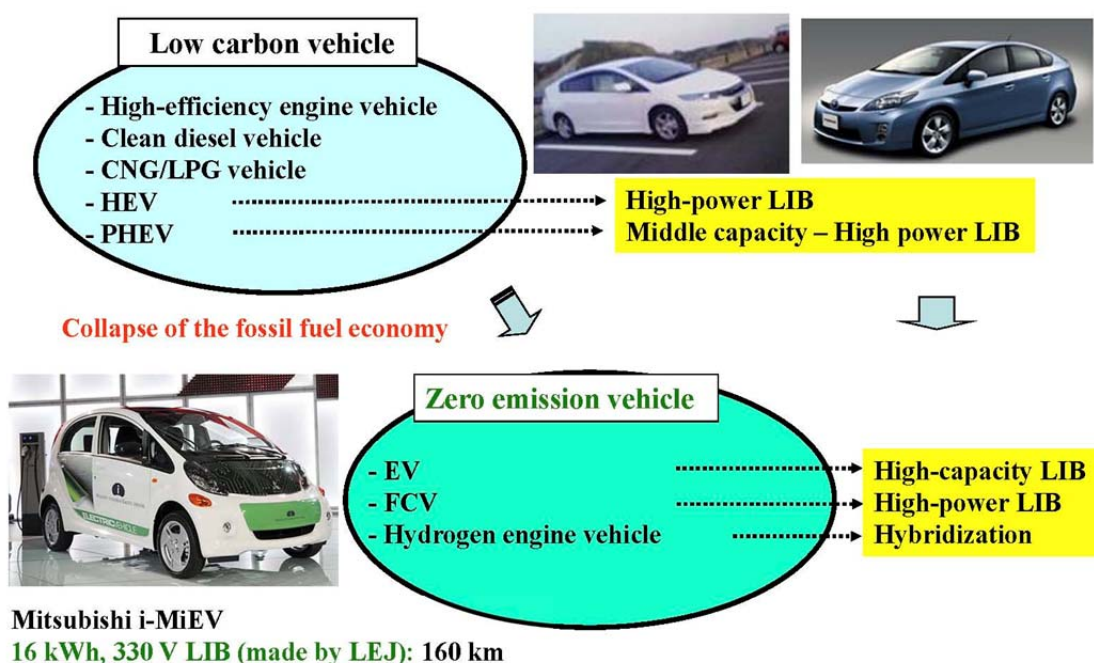 Low carbon vehicle
- High-efficiency engine vehicle
- Clean diesel vehicle
- CNG/LPG vehicle
- HEV
- PHEV
High-power LIB
Middle capacity – High power LIB
Collapse of the fossil fuel economy
Zero emission vehicle
- EV
- FCV
- Hydrogen engine vehicle
High-capacity LIB
High-power LIB
Hybridization
ELECTRIC VEHICLE
Mitsubishi i-MiEV
16 kWh, 330 V LIB (made by LEJ): 160 km